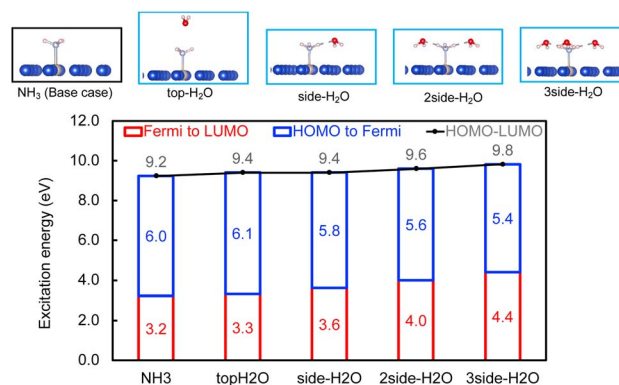 NH₃ (Base case)
top-H₂O
side-H₂O
2side-H₂O
3side-H₂O
Fermi to LUMO
HOMO to Fermi
HOMO-LUMO
Excitation energy (eV)
12.0
10.0
8.0
6.0
4.0
2.0
0.0
9.2 9.4 9.4 9.6 9.8
6.0 6.1 5.8 5.6 5.4
3.2 3.3 3.6 4.0 4.4
NH3 topH2O side-H2O 2side-H2O 3side-H2O